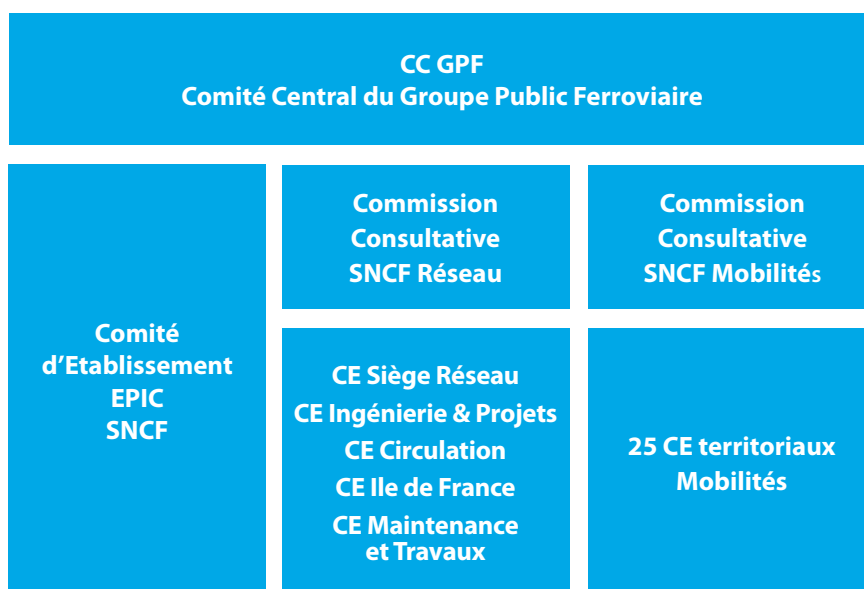 CC GPF
Comité Central du Groupe Public Ferroviaire
Comité
d'Etablissement
EPIC
SNCF
Commission
Consultative
SNCF Réseau
Commission
Consultative
SNCF Mobilités
CE Siège Réseau
CE Ingénierie & Projets
CE Circulation
CE Ile de France
CE Maintenance
et Travaux
25 CE territoriaux
Mobilités